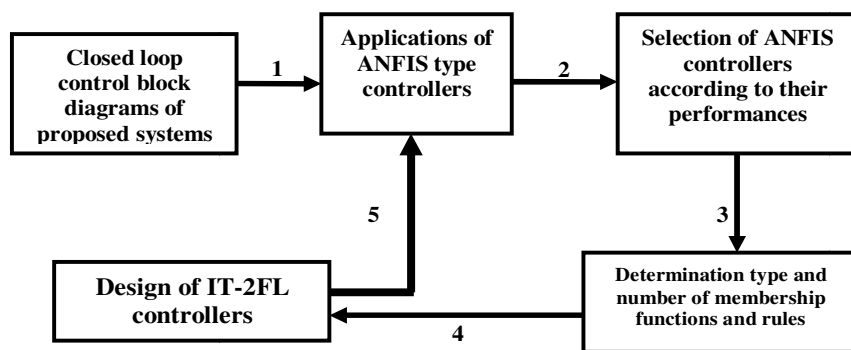 Closed loop
control block
diagrams of
proposed systems
1
Applications of
ANFIS type
controllers
2
Selection of ANFIS
controllers
according to their
performances
3
Determination type and
number of membership
functions and rules
4
Design of IT-2FL
controllers
5